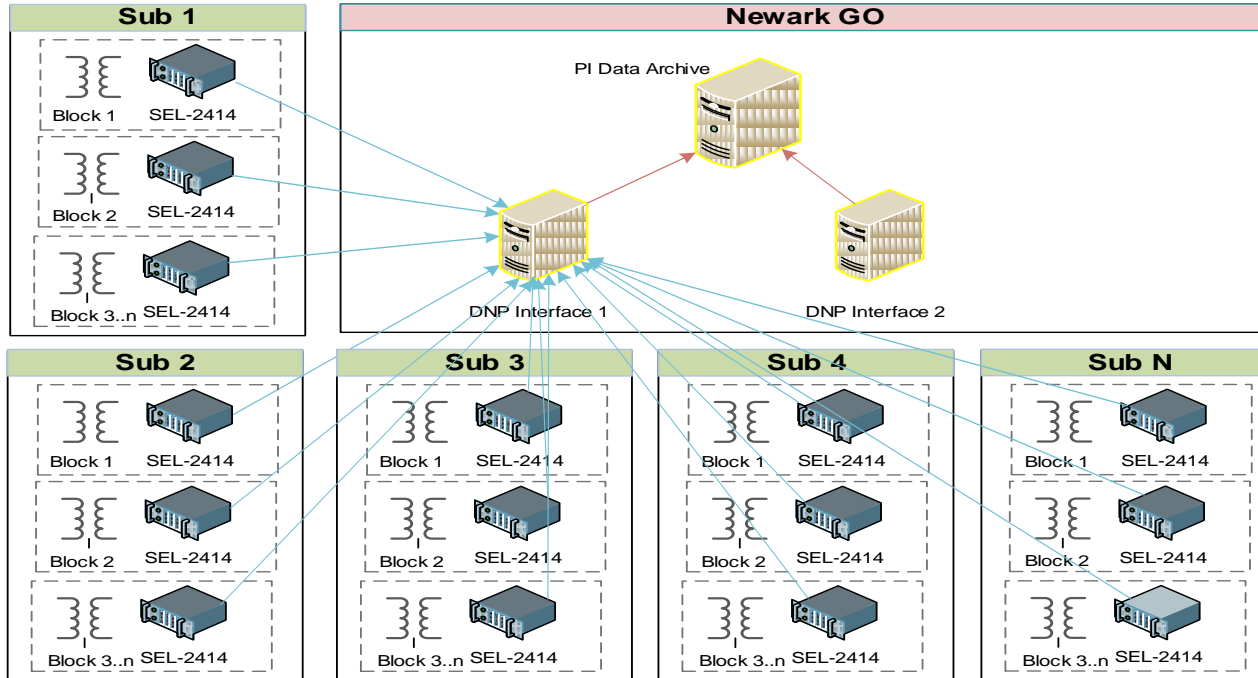 Sub 1
Block 1
SEL-2414
Block 2
SEL-2414
Block 3..n
SEL-2414
Newark GO
PI Data Archive
DNP Interface 1
DNP Interface 2
Sub 2
Block 1
SEL-2414
Block 2
SEL-2414
Block 3..n
SEL-2414
Sub 3
Block 1
SEL-2414
Block 2
SEL-2414
Block 3..n
SEL-2414
Sub 4
Block 1
SEL-2414
Block 2
SEL-2414
Block 3..n
SEL-2414
Sub N
Block 1
SEL-2414
Block 2
SEL-2414
Block 3..n
SEL-2414